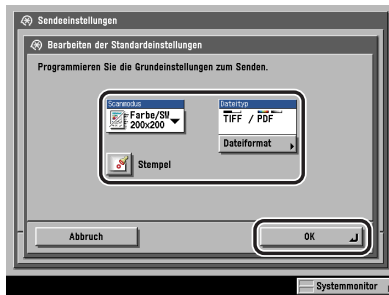 Sendeeinstellungen
Bearbeiten der Standardeinstellungen
Programmieren Sie die Grundeinstellungen zum Senden.
Scanmodus
Farbe/SW
200x200
Dateityp
TIFF / PDF
Dateiformat
Stempel
Abbruch
OK
Systemmonitor